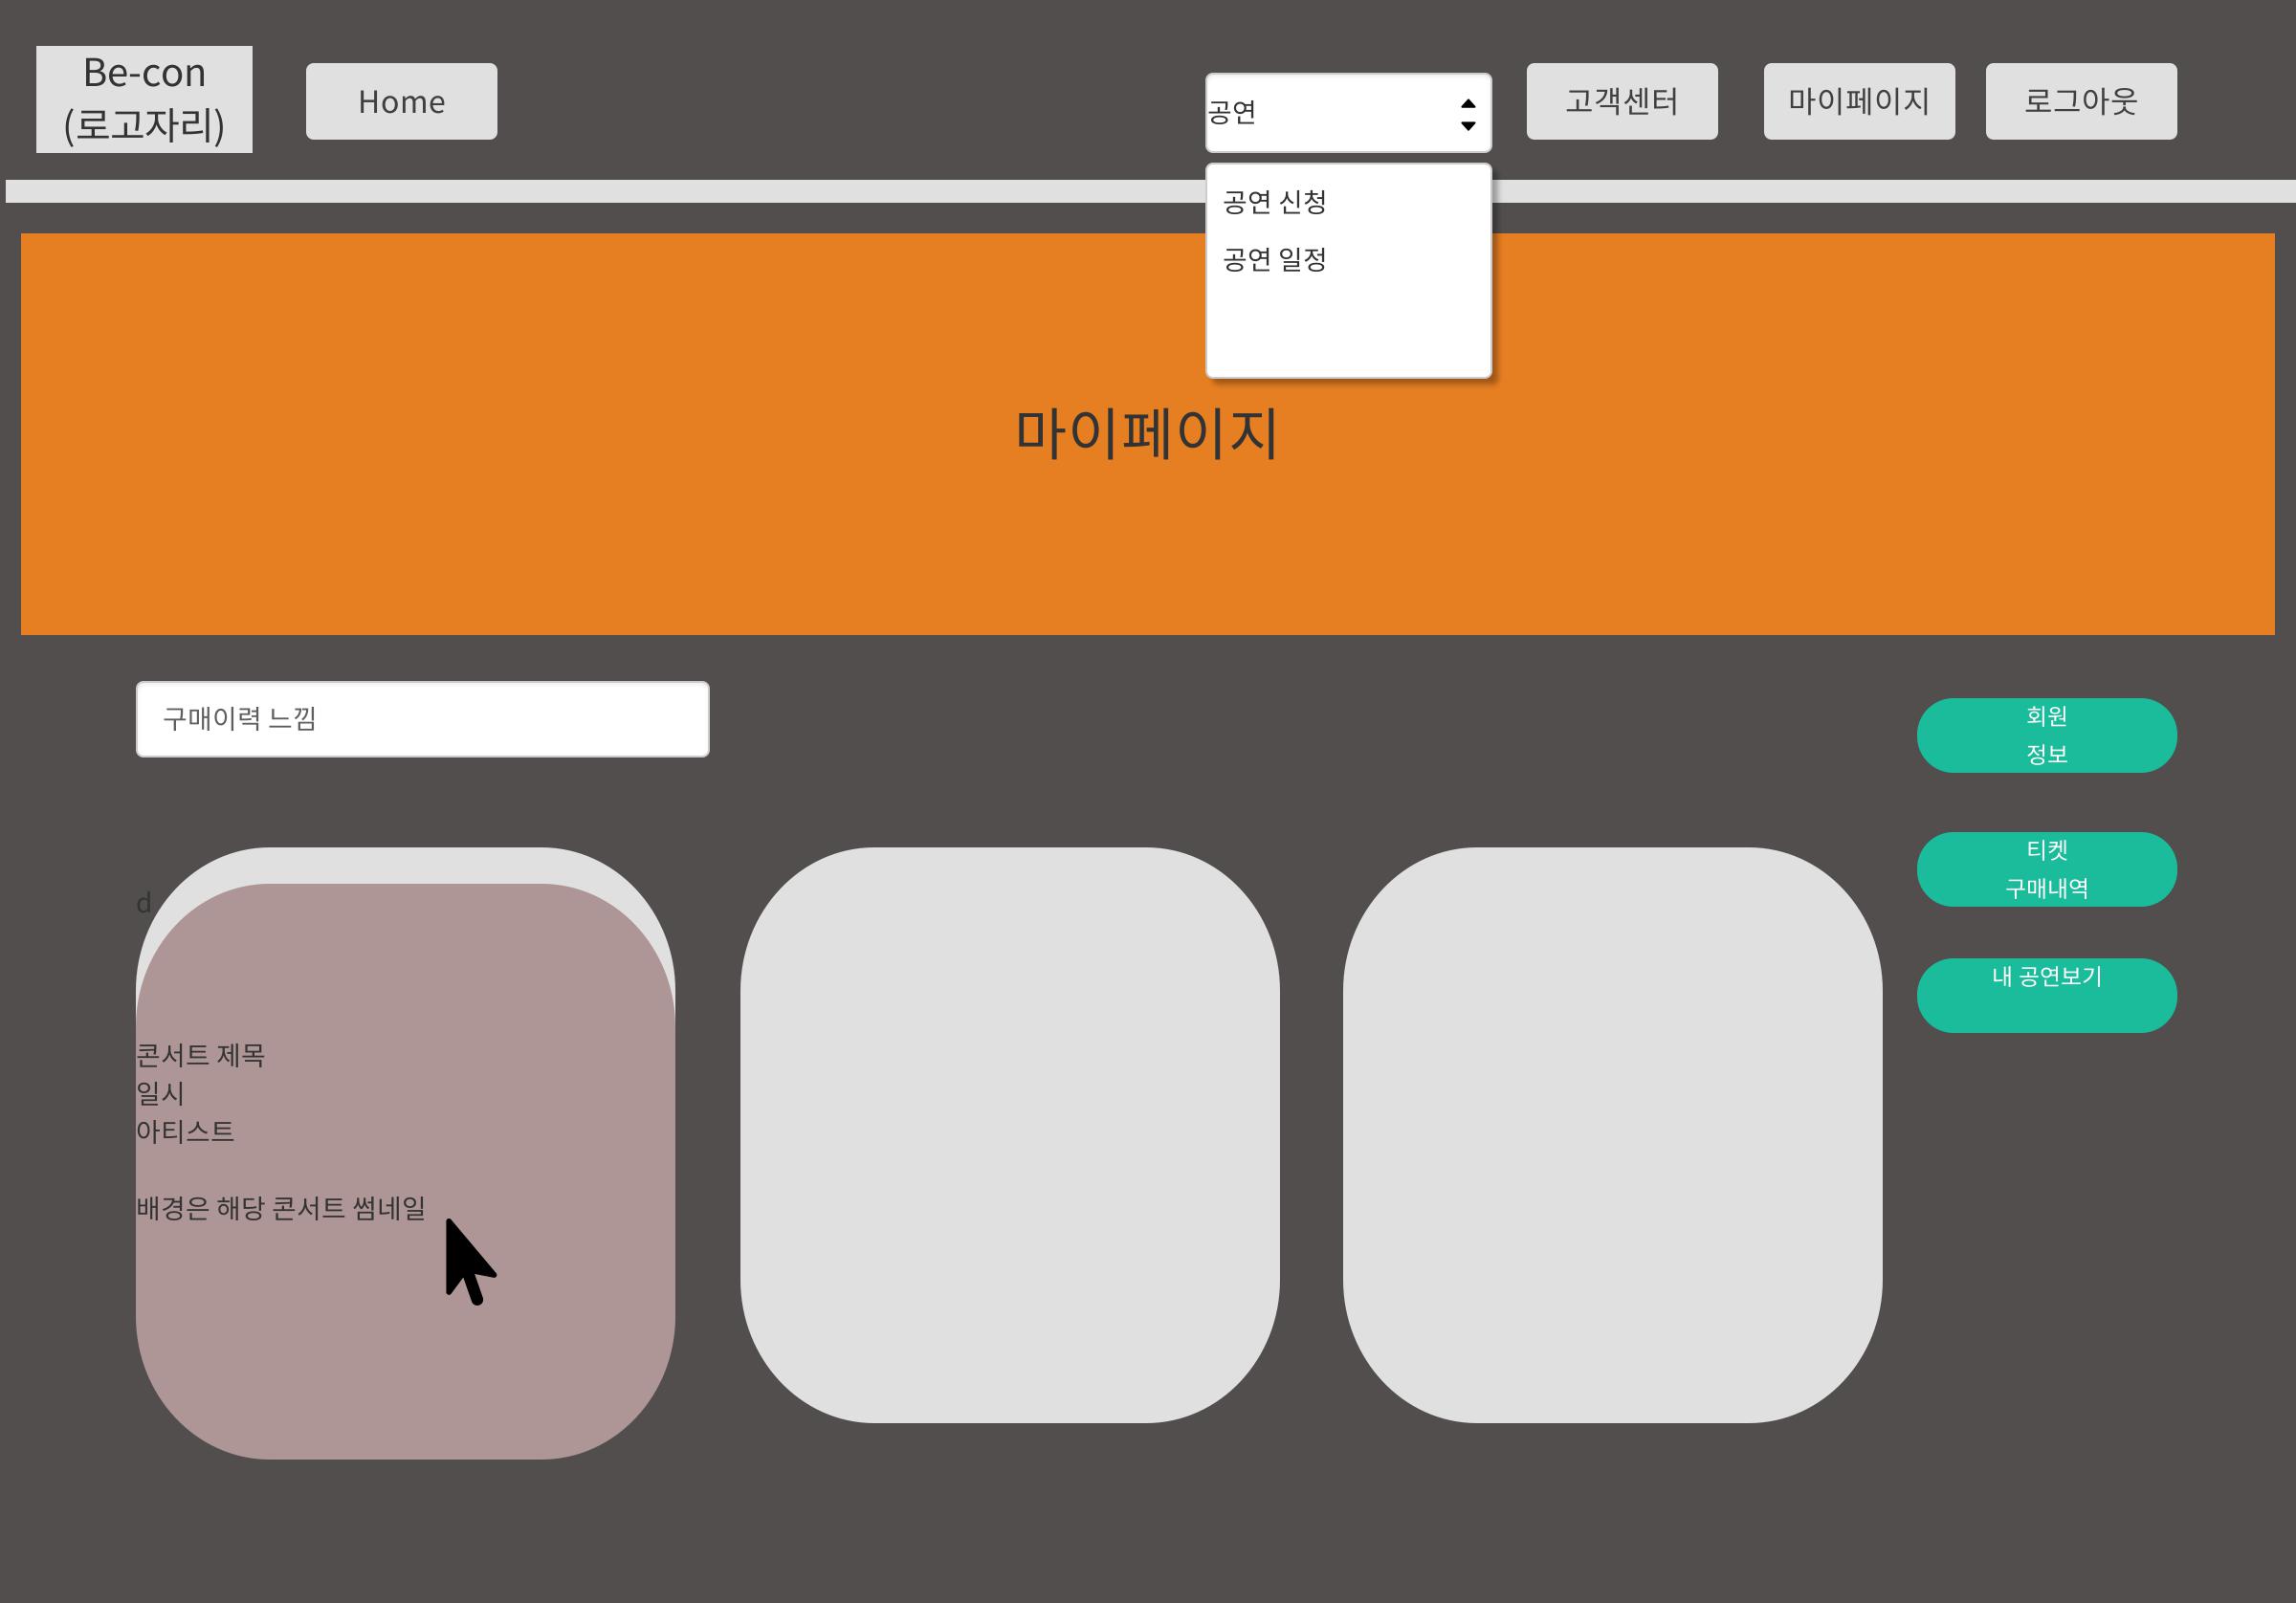 Be-con
(로고자리)
Home
공연
고객센터
마이페이지
로그아웃
공연 신청
공연 일정
마이페이지
구매이력 느낌
회원
정보
티켓
구매내역
내 공연보기
d
콘서트 제목
일시
아티스트
배경은 해당 콘서트 썸네일